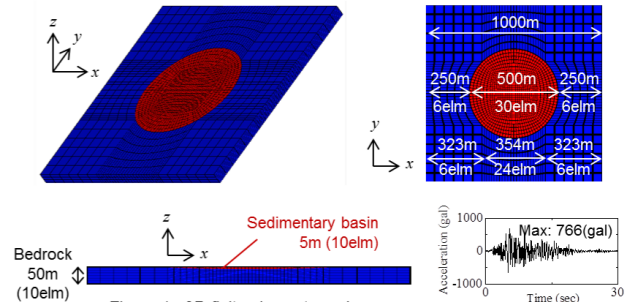 z
y
x
1000m
250m
500m
250m
6elm
30elm
6elm
323m
354m
323m
6elm
24elm
6elm
y
x
z
x
Sedimentary basin
5m (10elm)
Bedrock
50m
(10elm)
Acceleration (gal)
1000
0
-1000
Max: 766(gal)
0
30
Time (sec)